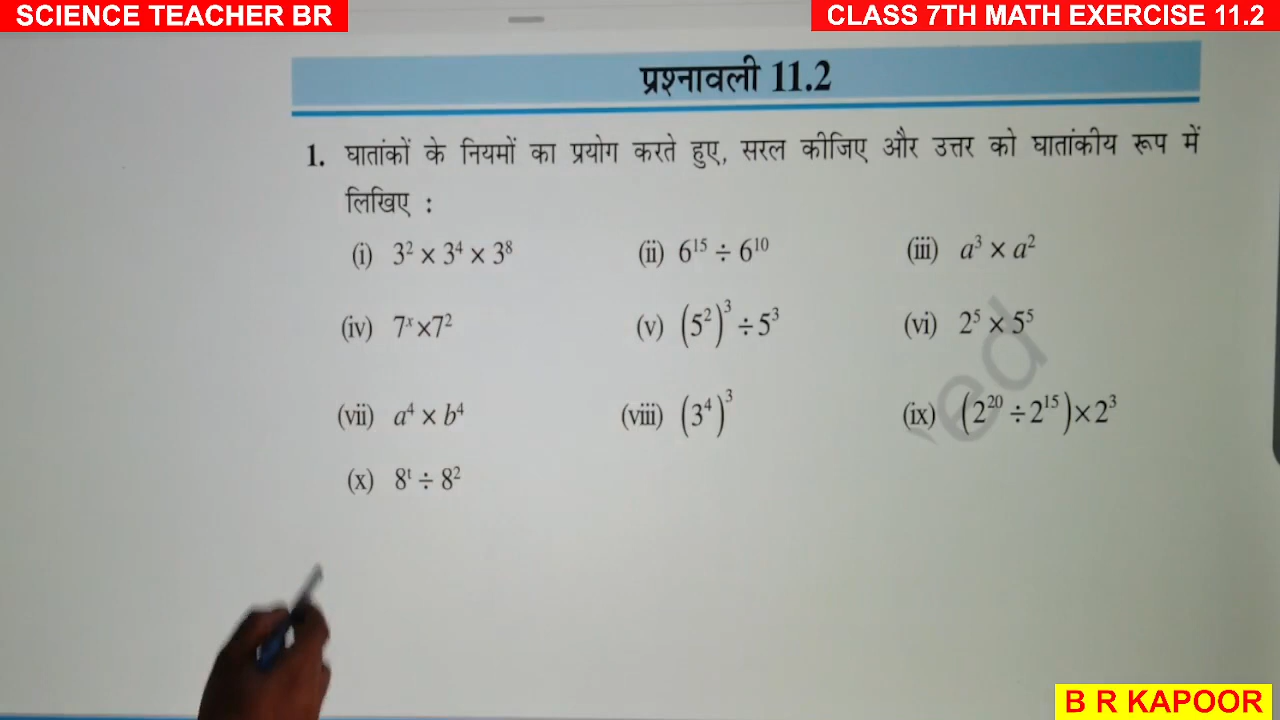 SCIENCE TEACHER BR
CLASS 7TH MATH EXERCISE 11.2
प्रश्नावली 11.2
1. घातांकों के नियमों का प्रयोग करते हुए, सरल कीजिए और उत्तर को घातांकीय रूप में
लिखिए :
(i) 3² × 3⁴ × 3⁸ (ii) 6¹⁵ ÷ 6¹⁰ (iii) a³ × a²
(iv) 7ˣ×7² (v) (5²)³ ÷ 5³ (vi) 2⁵ × 5⁵
(vii) a⁴ × b⁴ (viii) (3⁴)³ (ix) (2²⁰ ÷ 2¹⁵)×2³
(x) 8ᵗ ÷ 8²
ed
B R KAPOOR